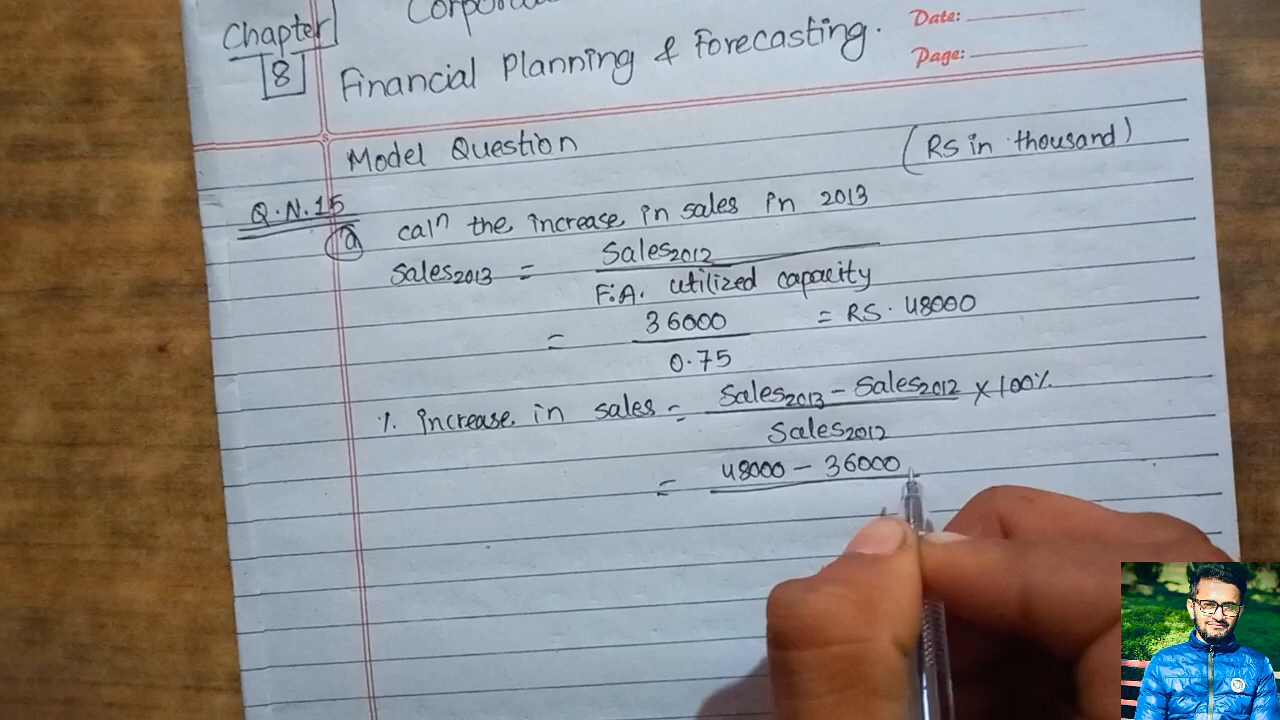 Chapter
8
Financial Planning & Forecasting.
Date:
Page:
Model Question
(RS in thousand)
Q.N.15
a calⁿ the increase in sales in 2013
Sales2013 = Sales2012
F.A. utilized capacity
= 36000 = RS. 48000
0.75
% increase in sales = Sales2013 - Sales2012 × 100%
Sales2012
= 48000 - 36000